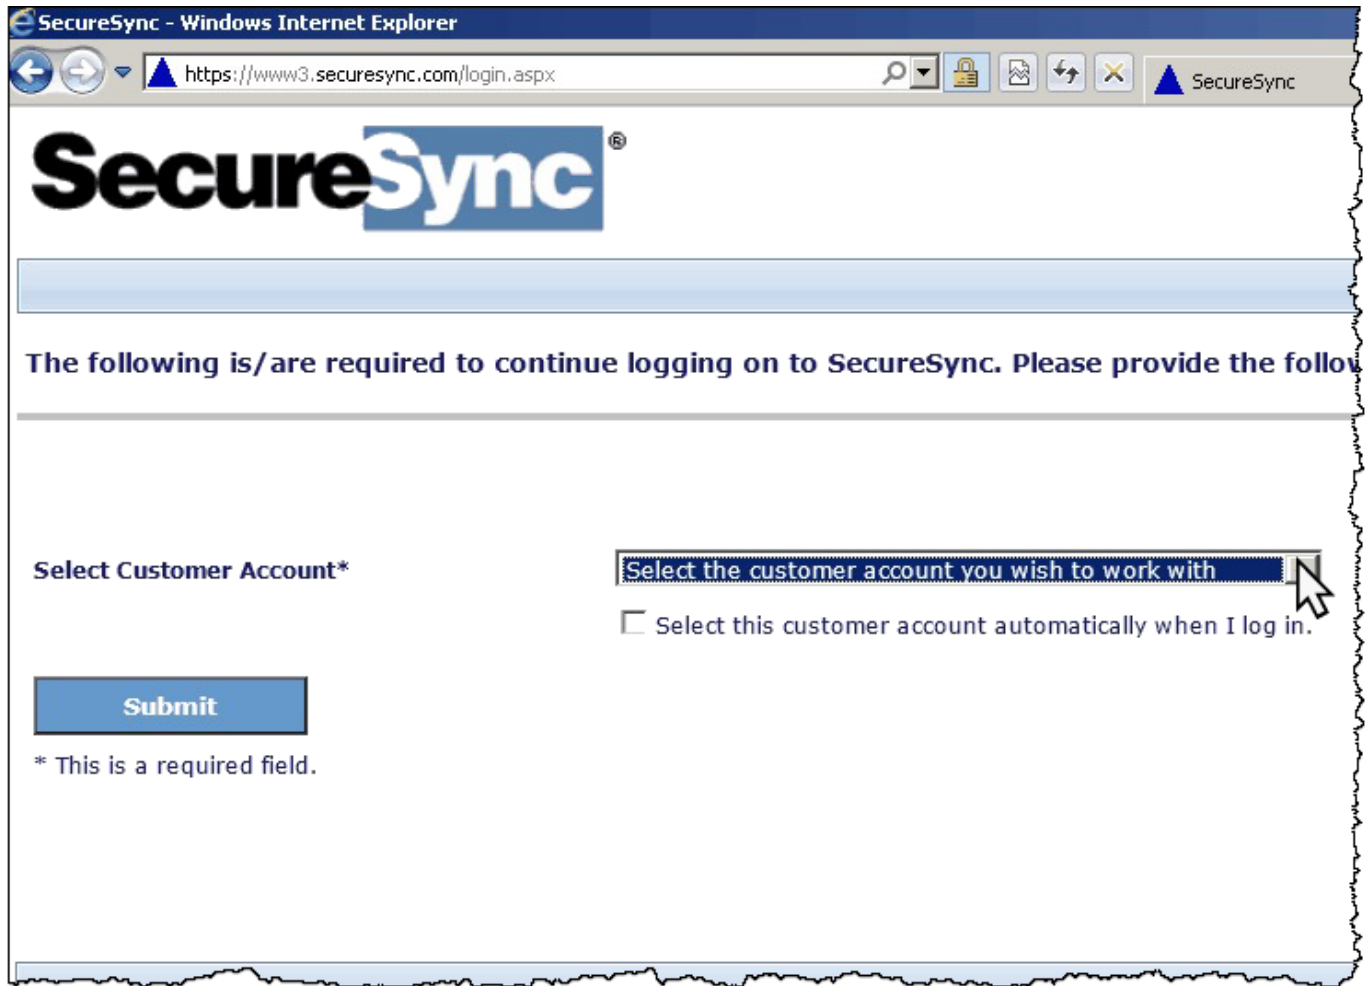 SecureSync - Windows Internet Explorer
https://www3.securesync.com/login.aspx
SecureSync
SecureSync®
The following is/are required to continue logging on to SecureSync. Please provide the
Select Customer Account*
Select the customer account you wish to work with
Select this customer account automatically when I log in.
Submit
* This is a required field.